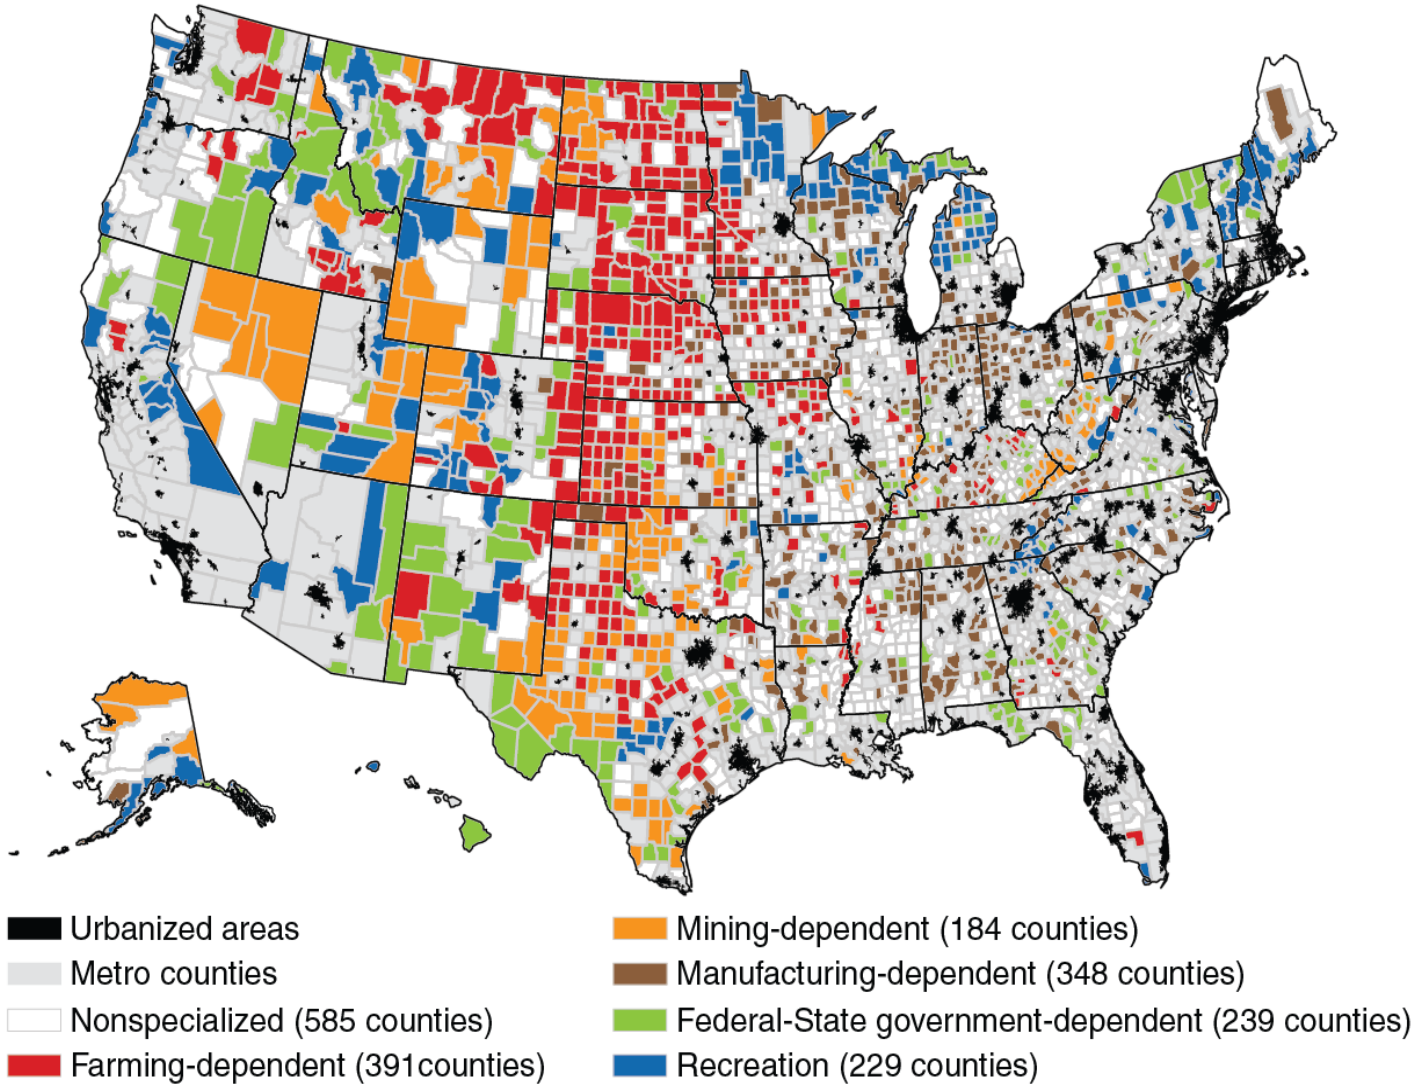 Urbanized areas
Metro counties
Nonspecialized (585 counties)
Farming-dependent (391counties)
Mining-dependent (184 counties)
Manufacturing-dependent (348 counties)
Federal-State government-dependent (239 counties)
Recreation (229 counties)